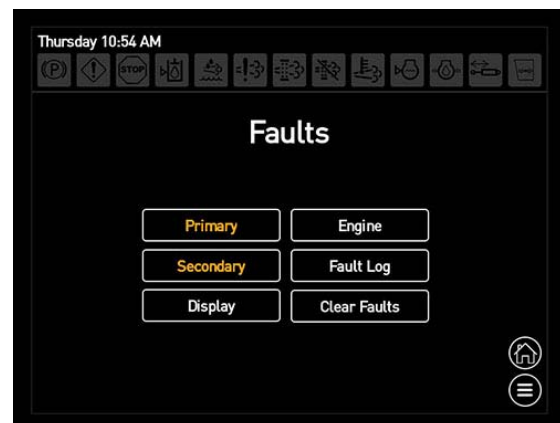 Thursday 10:54 AM
(P) STOP
Faults
Primary Engine
Secondary Fault Log
Display Clear Faults